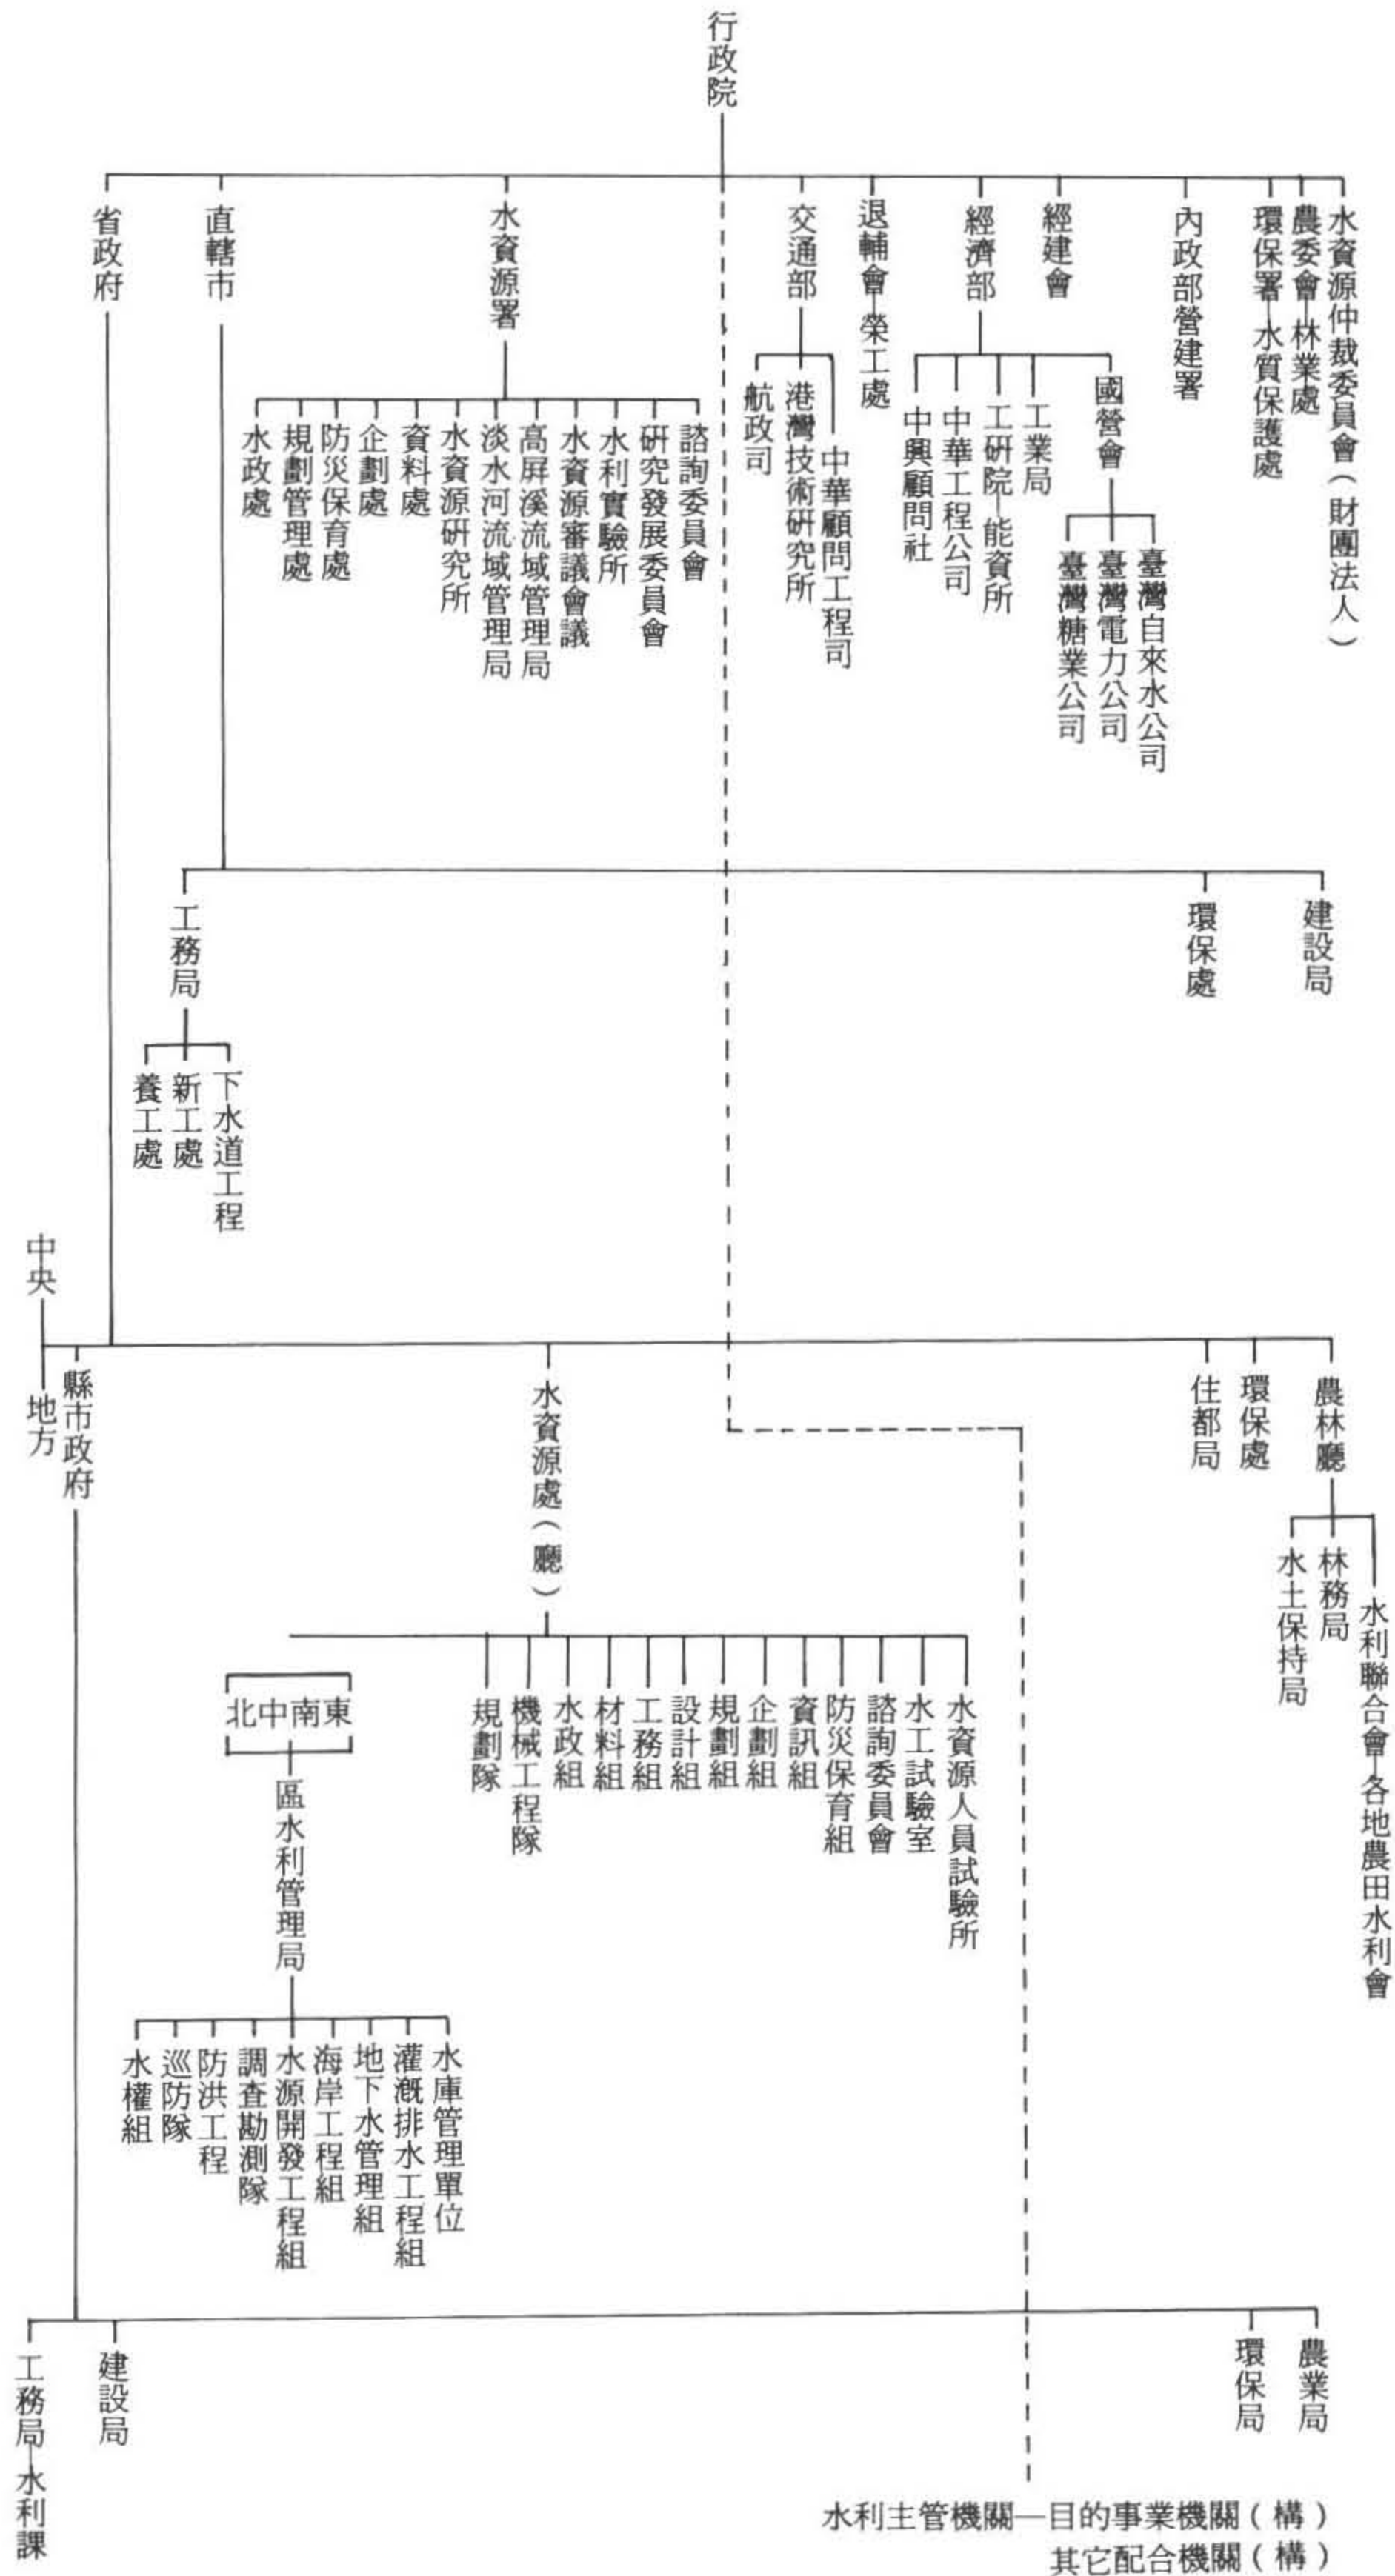 行政院
省政府
直轄市
水資源署
交通部
退輔會—榮工處
經濟部
經建會
內政部營建署
環保署—水質保護處
農委會—林業處
水資源仲裁委員會（財團法人）
水政處
規劃管理處
防災保育處
企劃處
資料處
水資源研究所
淡水河流域管理局
高屏溪流域管理局
水資源審議會議
水利實驗所
研究發展委員會
諮詢委員會
航政司
港灣技術研究所
中華顧問工程司
中興顧問社
中華工程公司
工研院—能資所
工業局
國營會
臺灣糖業公司
臺灣電力公司
臺灣自來水公司
工務局
環保處
建設局
養工處
新工處
下水道工程
中央
地方
縣市政府
水資源處（廳）
住都局
環保處
農林廳
水土保持局
林務局
水利聯合會—各地農田水利會
北中南東
區水利管理局
規劃隊
機械工程隊
水政組
材料組
工務組
設計組
規劃組
企劃組
資訊組
防災保育組
諮詢委員會
水工試驗室
水資源人員試驗所
水權組
巡防隊
防洪工程
調查勘測隊
水源開發工程組
海岸工程組
地下水管理組
灌溉排水工程組
水庫管理單位
工務局—水利課
建設局
環保局
農業局
水利主管機關—目的事業機關（構）
其它配合機關（構）